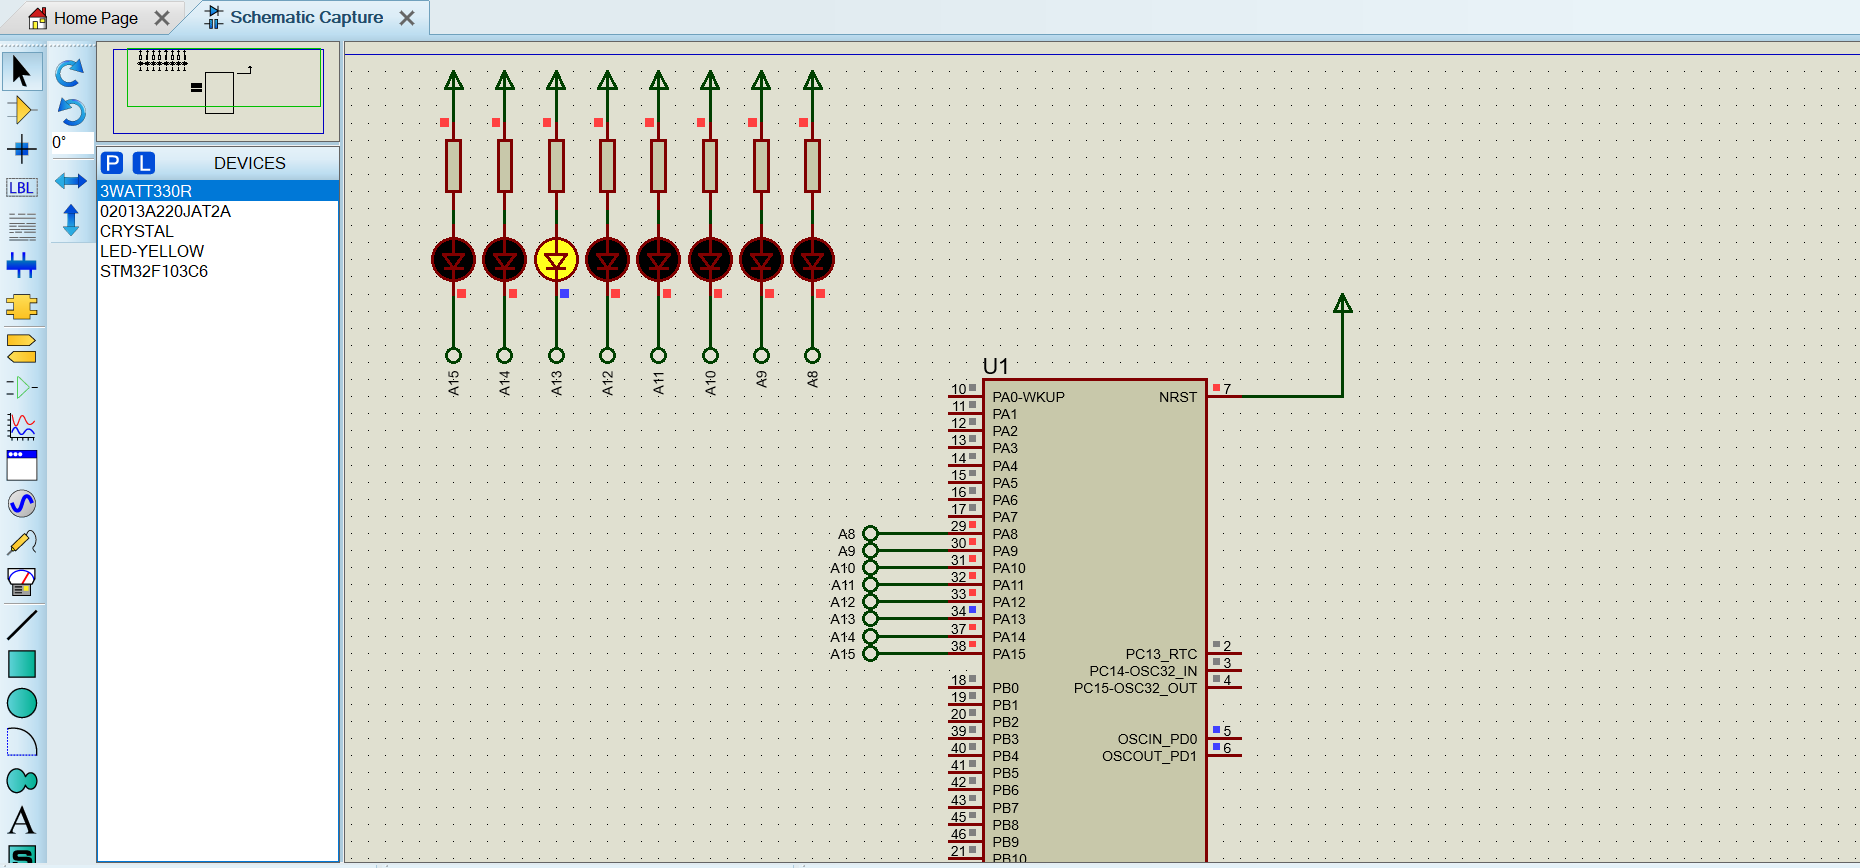 Home Page
Schematic Capture
0°
P L DEVICES
3WATT330R
02013A220JAT2A
CRYSTAL
LED-YELLOW
STM32F103C6
LBL
A
S
A15 A14 A13 A12 A11 A10 A9 A8
U1
10 PA0-WKUP NRST 7
11 PA1
12 PA2
13 PA3
14 PA4
15 PA5
16 PA6
17 PA7
A8 29 PA8
A9 30 PA9
A10 31 PA10
A11 32 PA11
A12 33 PA12
A13 34 PA13
A14 37 PA14
A15 38 PA15 PC13_RTC 2
PC14-OSC32_IN 3
18 PB0 PC15-OSC32_OUT 4
19 PB1
20 PB2
39 PB3 OSCIN_PD0 5
40 PB4 OSCOUT_PD1 6
41 PB5
42 PB6
43 PB7
45 PB8
46 PB9
21 PB10